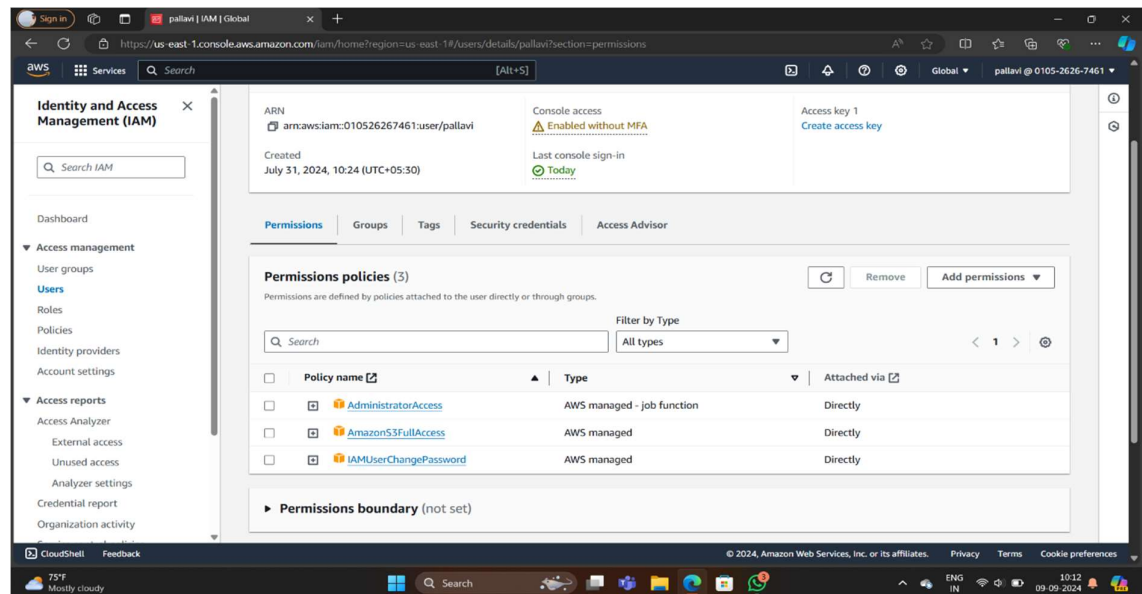 Sign in
pallavi | IAM | Global
https://us-east-1.console.aws.amazon.com/iam/home?region=us-east-1#/users/details/pallavi?section=permissions
aws
Services
Search
[Alt+S]
Global
pallavi @ 0105-2626-7461
Identity and Access Management (IAM)
Search IAM
Dashboard
Access management
User groups
Users
Roles
Policies
Identity providers
Account settings
Access reports
Access Analyzer
External access
Unused access
Analyzer settings
Credential report
Organization activity
ARN
arn:aws:iam::010526267461:user/pallavi
Created
July 31, 2024, 10:24 (UTC+05:30)
Console access
Enabled without MFA
Last console sign-in
Today
Access key 1
Create access key
Permissions
Groups
Tags
Security credentials
Access Advisor
Permissions policies (3)
Permissions are defined by policies attached to the user directly or through groups.
Remove
Add permissions
Filter by Type
Search
All types
1
Policy name
Type
Attached via
AdministratorAccess
AWS managed - job function
Directly
AmazonS3FullAccess
AWS managed
Directly
IAMUserChangePassword
AWS managed
Directly
Permissions boundary (not set)
CloudShell
Feedback
© 2024, Amazon Web Services, Inc. or its affiliates.
Privacy
Terms
Cookie preferences
75°F
Mostly cloudy
Search
ENG
IN
10:12
09-09-2024